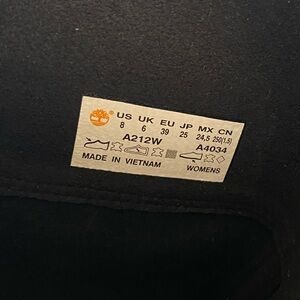 US UK EU JP MX CN
8 6 39 25 24,5 250(1.5)
A212W A4034
MADE IN VIETNAM WOMENS